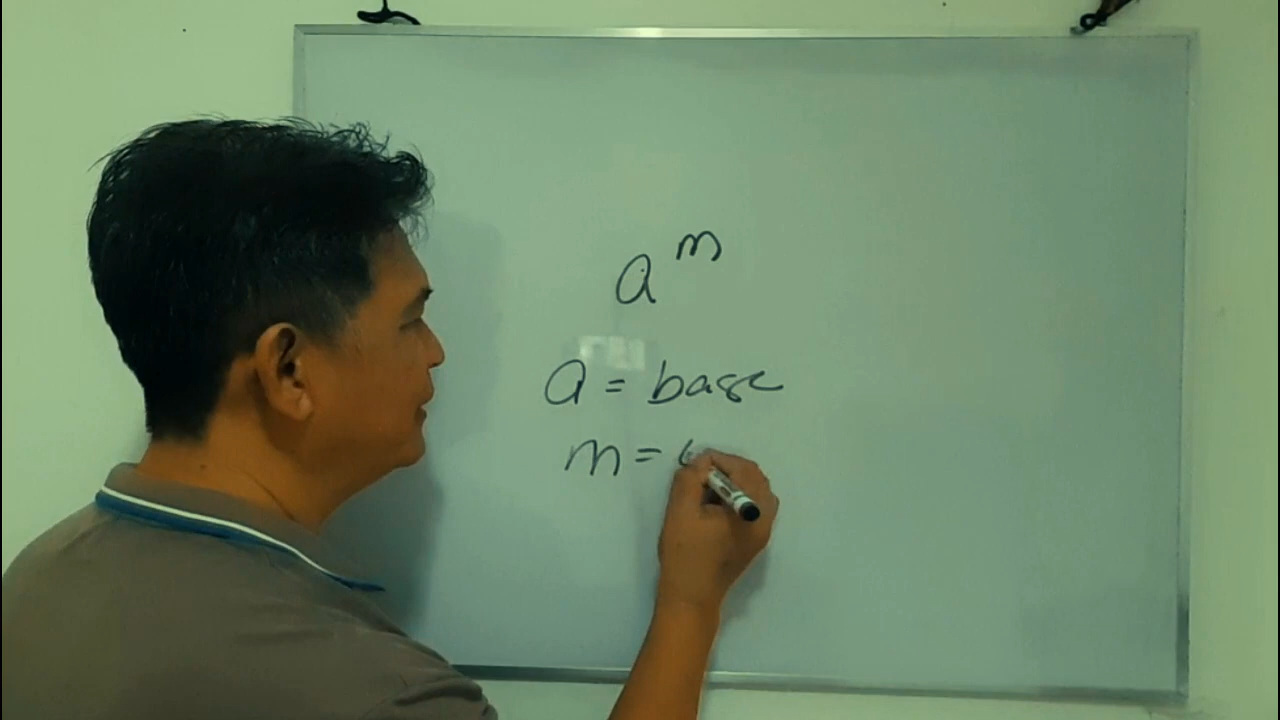 a^m
a = base
m =